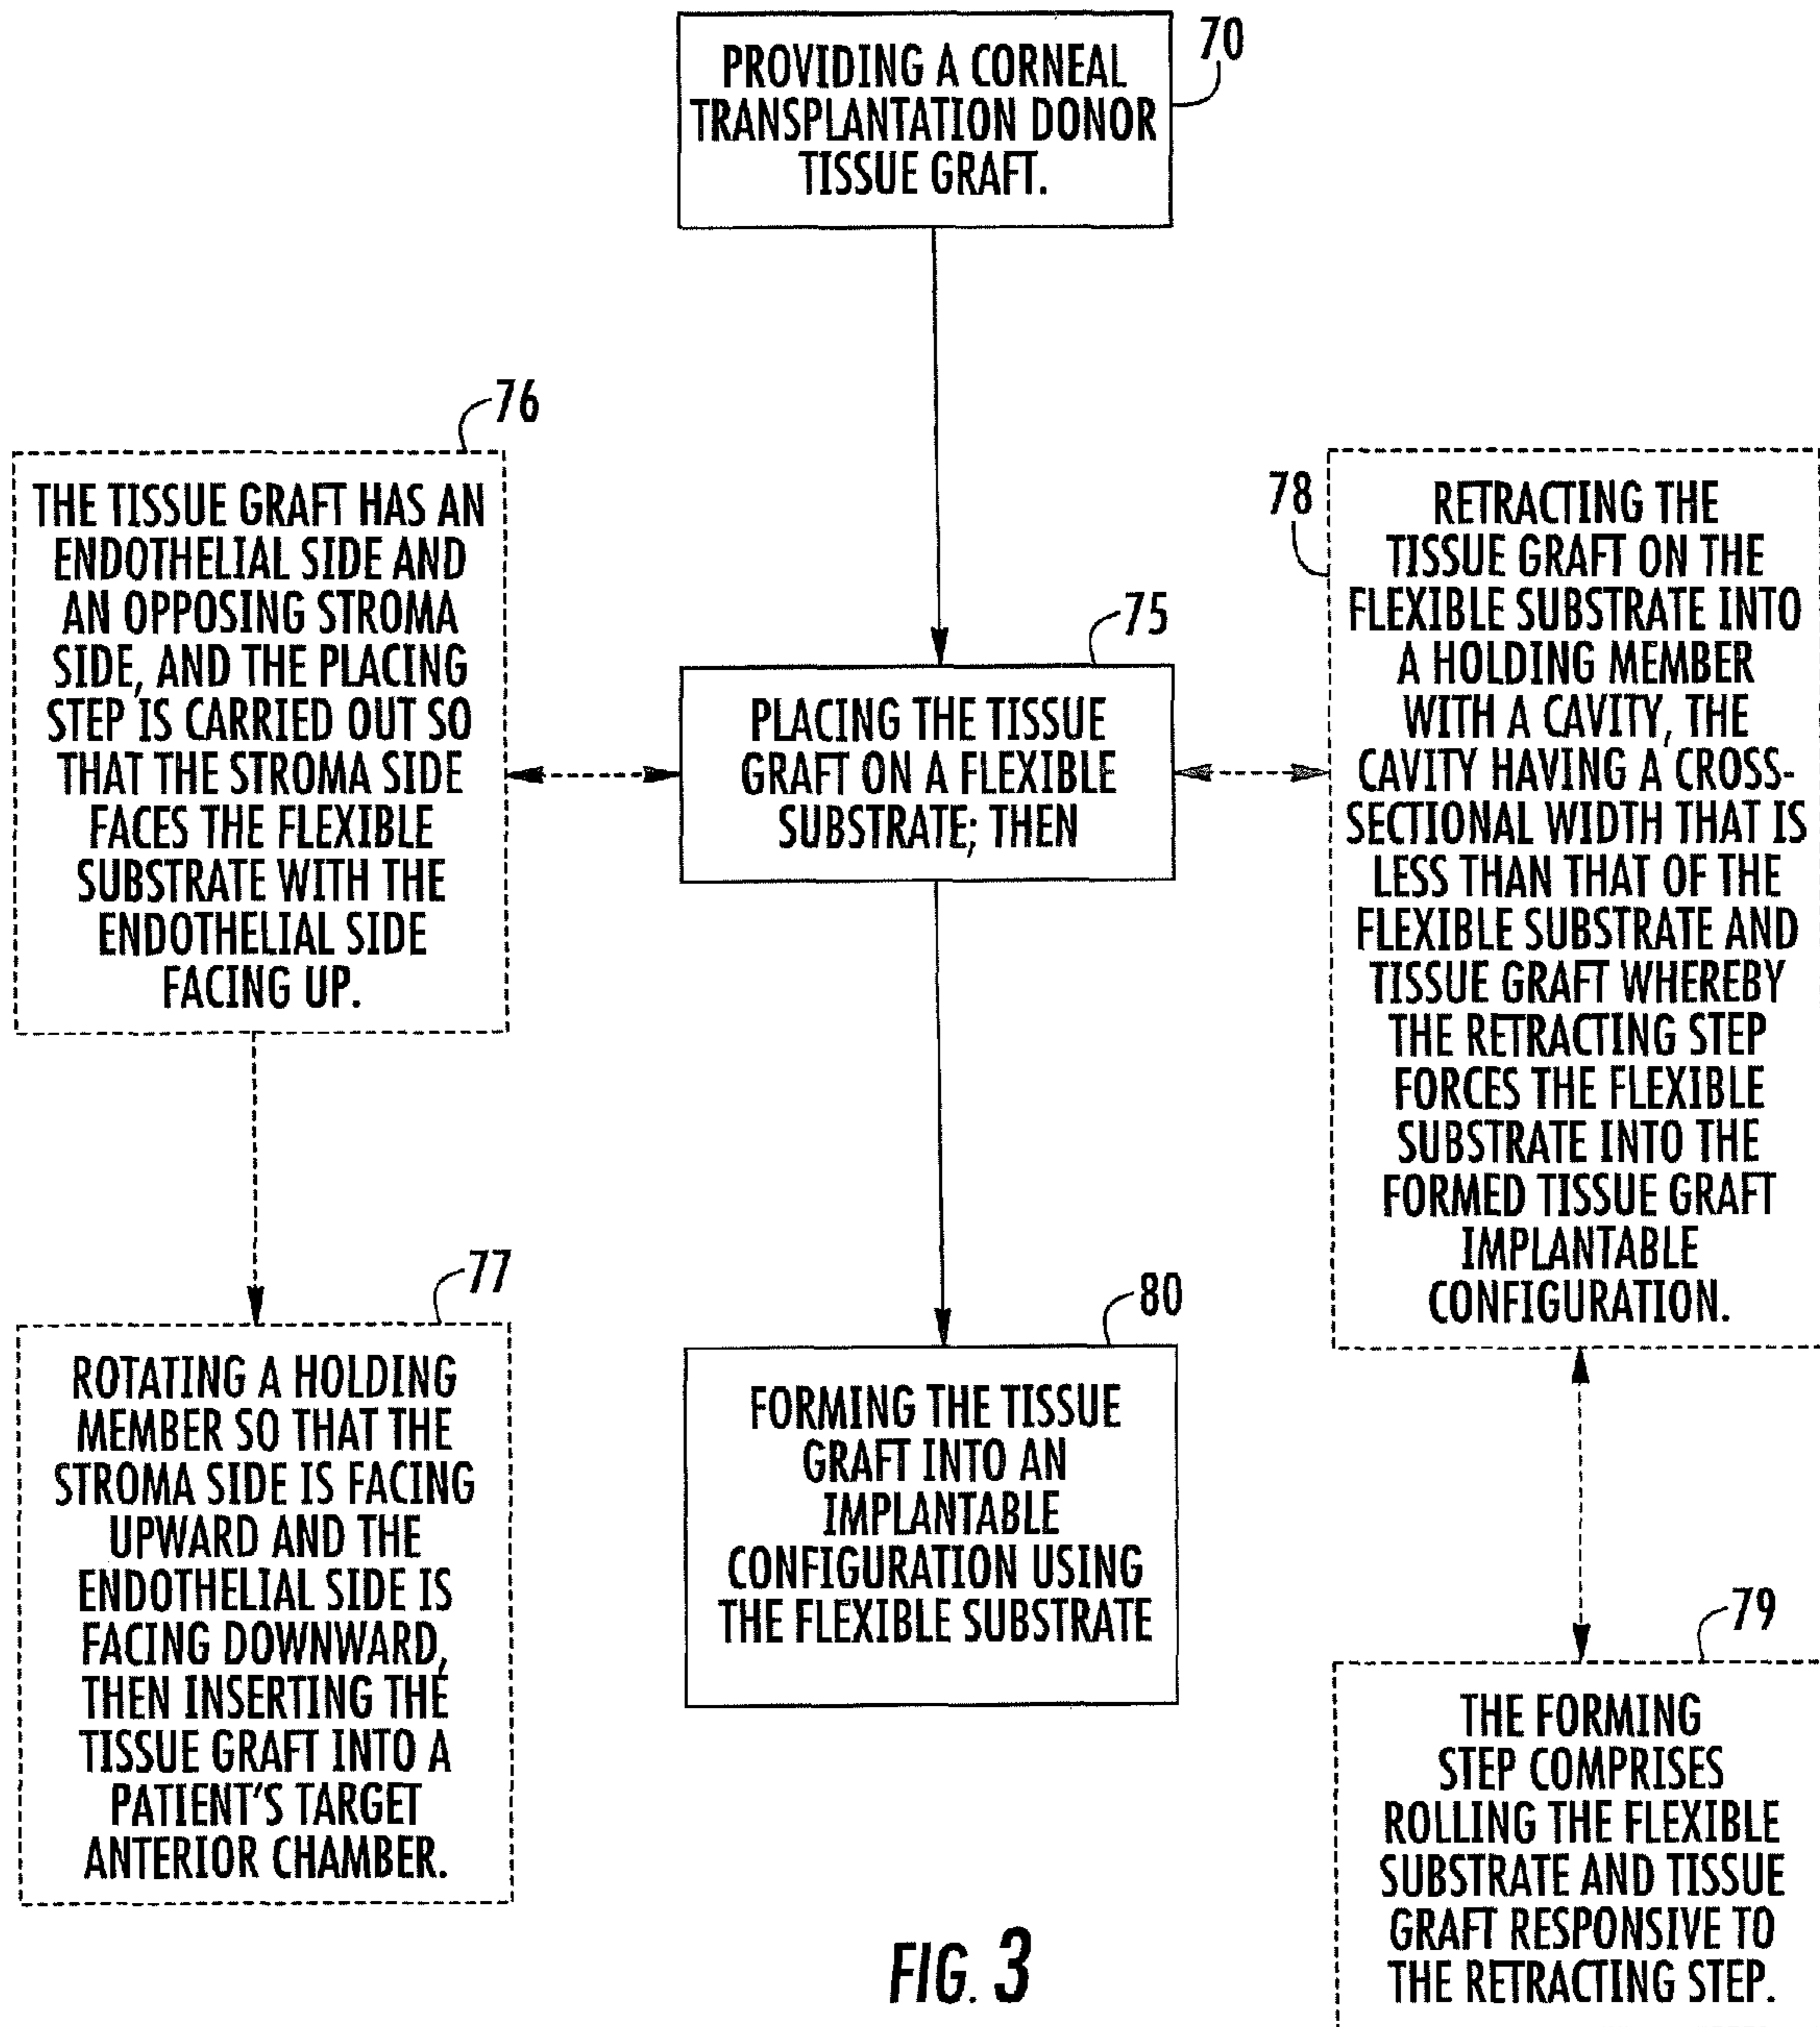 70
PROVIDING A CORNEAL
TRANSPLANTATION DONOR
TISSUE GRAFT.
76
THE TISSUE GRAFT HAS AN
ENDOTHELIAL SIDE AND
AN OPPOSING STROMA
SIDE, AND THE PLACING
STEP IS CARRIED OUT SO
THAT THE STROMA SIDE
FACES THE FLEXIBLE
SUBSTRATE WITH THE
ENDOTHELIAL SIDE
FACING UP.
75
PLACING THE TISSUE
GRAFT ON A FLEXIBLE
SUBSTRATE; THEN
78
RETRACTING THE
TISSUE GRAFT ON THE
FLEXIBLE SUBSTRATE INTO
A HOLDING MEMBER
WITH A CAVITY, THE
CAVITY HAVING A CROSS-
SECTIONAL WIDTH THAT IS
LESS THAN THAT OF THE
FLEXIBLE SUBSTRATE AND
TISSUE GRAFT WHEREBY
THE RETRACTING STEP
FORCES THE FLEXIBLE
SUBSTRATE INTO THE
FORMED TISSUE GRAFT
IMPLANTABLE
CONFIGURATION.
77
ROTATING A HOLDING
MEMBER SO THAT THE
STROMA SIDE IS FACING
UPWARD AND THE
ENDOTHELIAL SIDE IS
FACING DOWNWARD,
THEN INSERTING THE
TISSUE GRAFT INTO A
PATIENT'S TARGET
ANTERIOR CHAMBER.
80
FORMING THE TISSUE
GRAFT INTO AN
IMPLANTABLE
CONFIGURATION USING
THE FLEXIBLE SUBSTRATE
79
THE FORMING
STEP COMPRISES
ROLLING THE FLEXIBLE
SUBSTRATE AND TISSUE
GRAFT RESPONSIVE TO
THE RETRACTING STEP.
FIG. 3